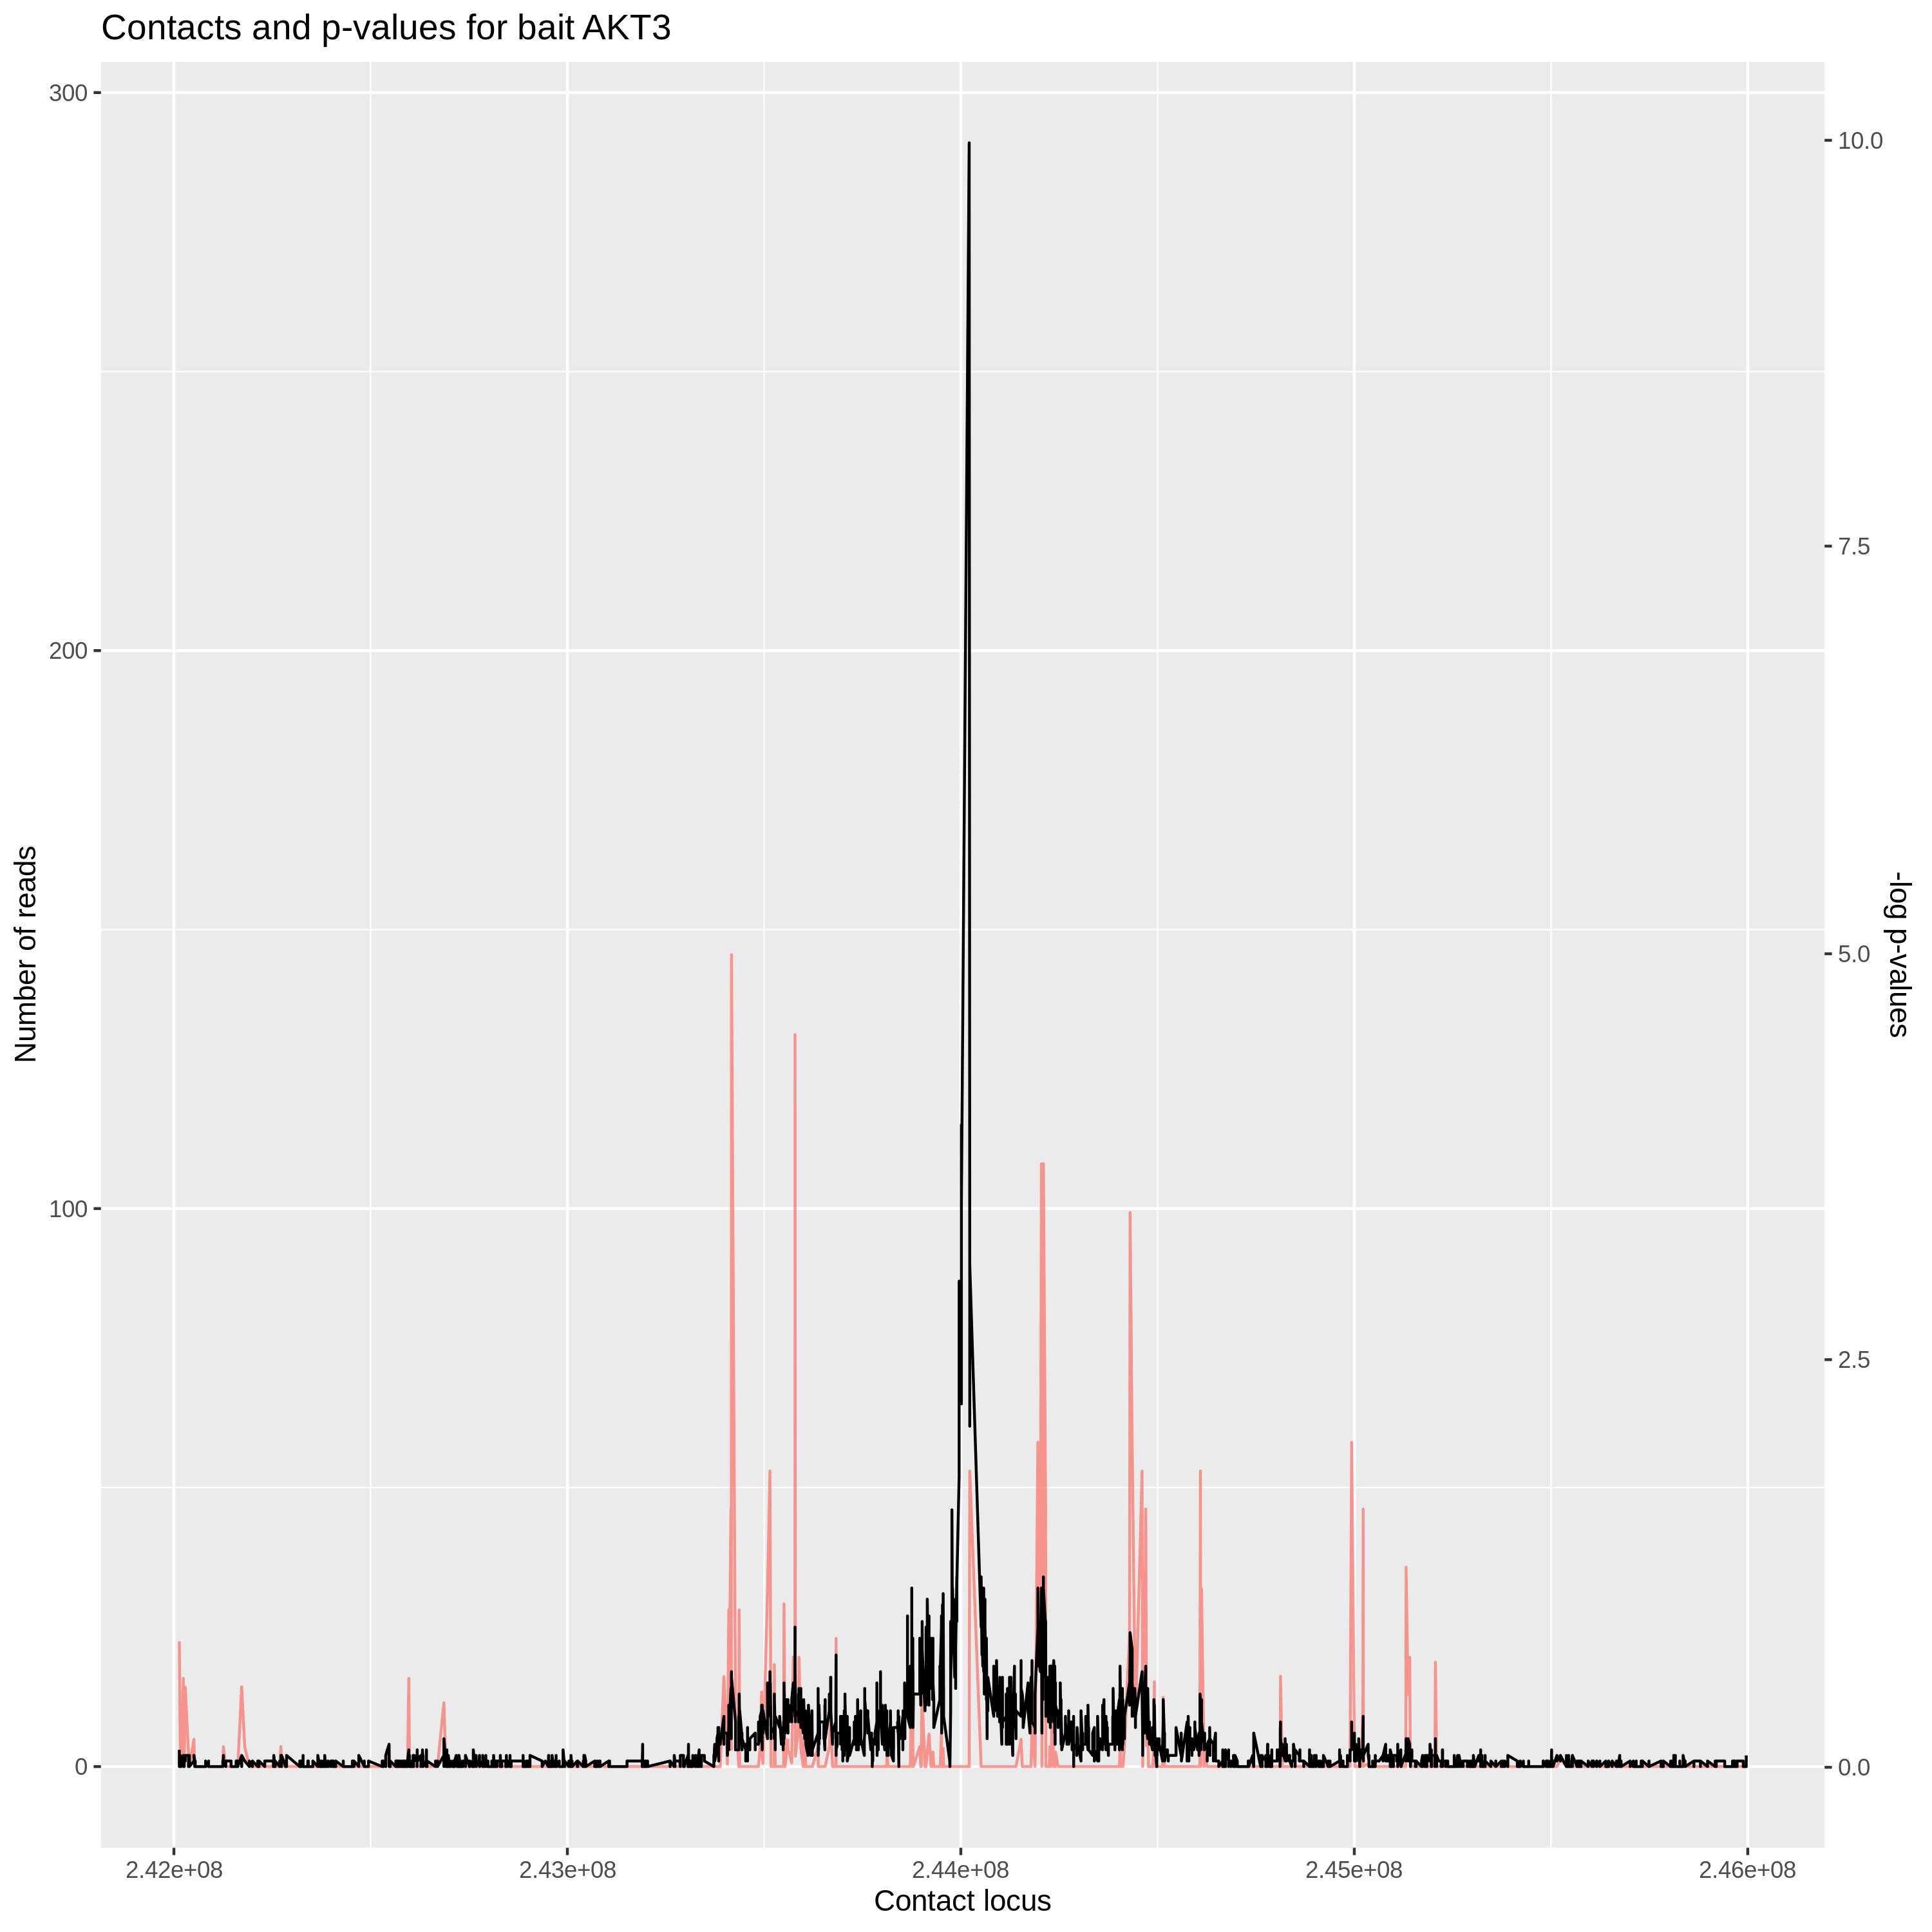 Contacts and p-values for bait AKT3
300
200
100
0
Number of reads
10.0
7.5
5.0
2.5
0.0
-log p-values
2.42e+08
2.43e+08
2.44e+08
2.45e+08
2.46e+08
Contact locus